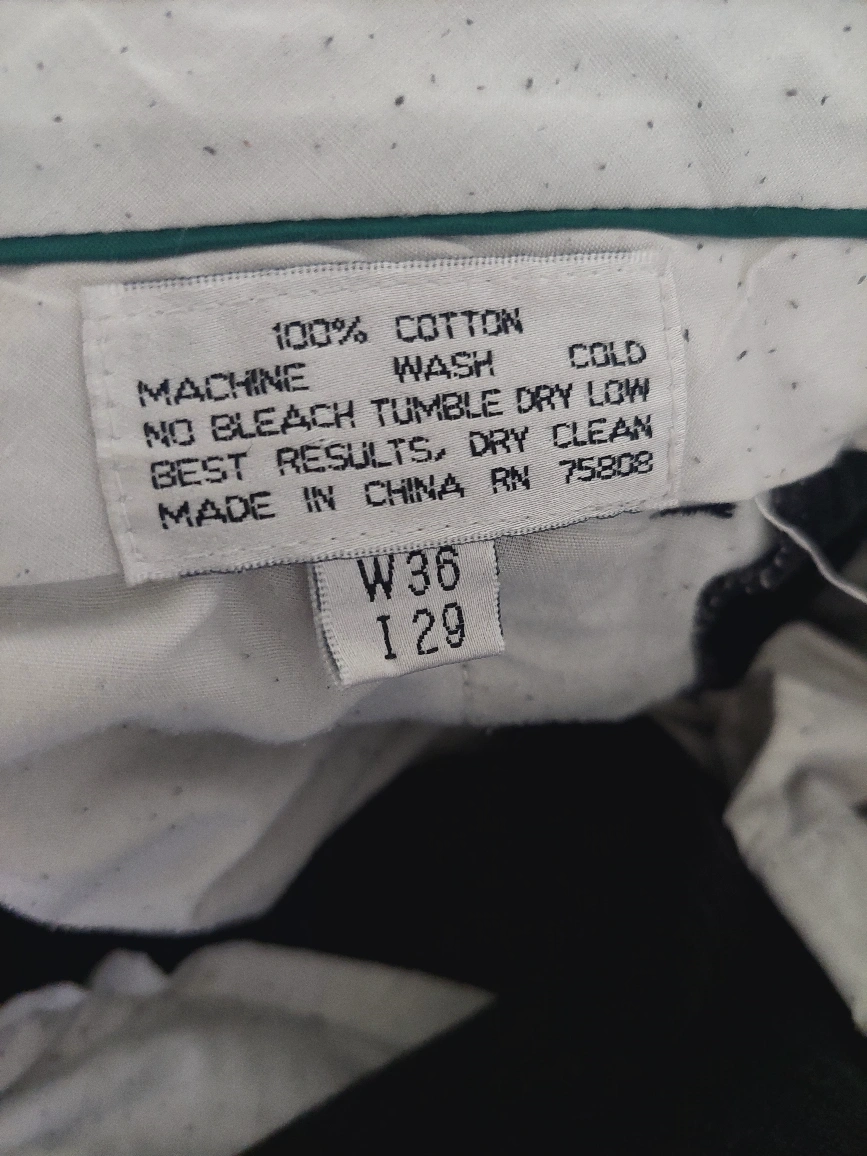 100% COTTON
MACHINE WASH COLD
NO BLEACH TUMBLE DRY LOW
BEST RESULTS, DRY CLEAN
MADE IN CHINA RN 75808
W36
I 29